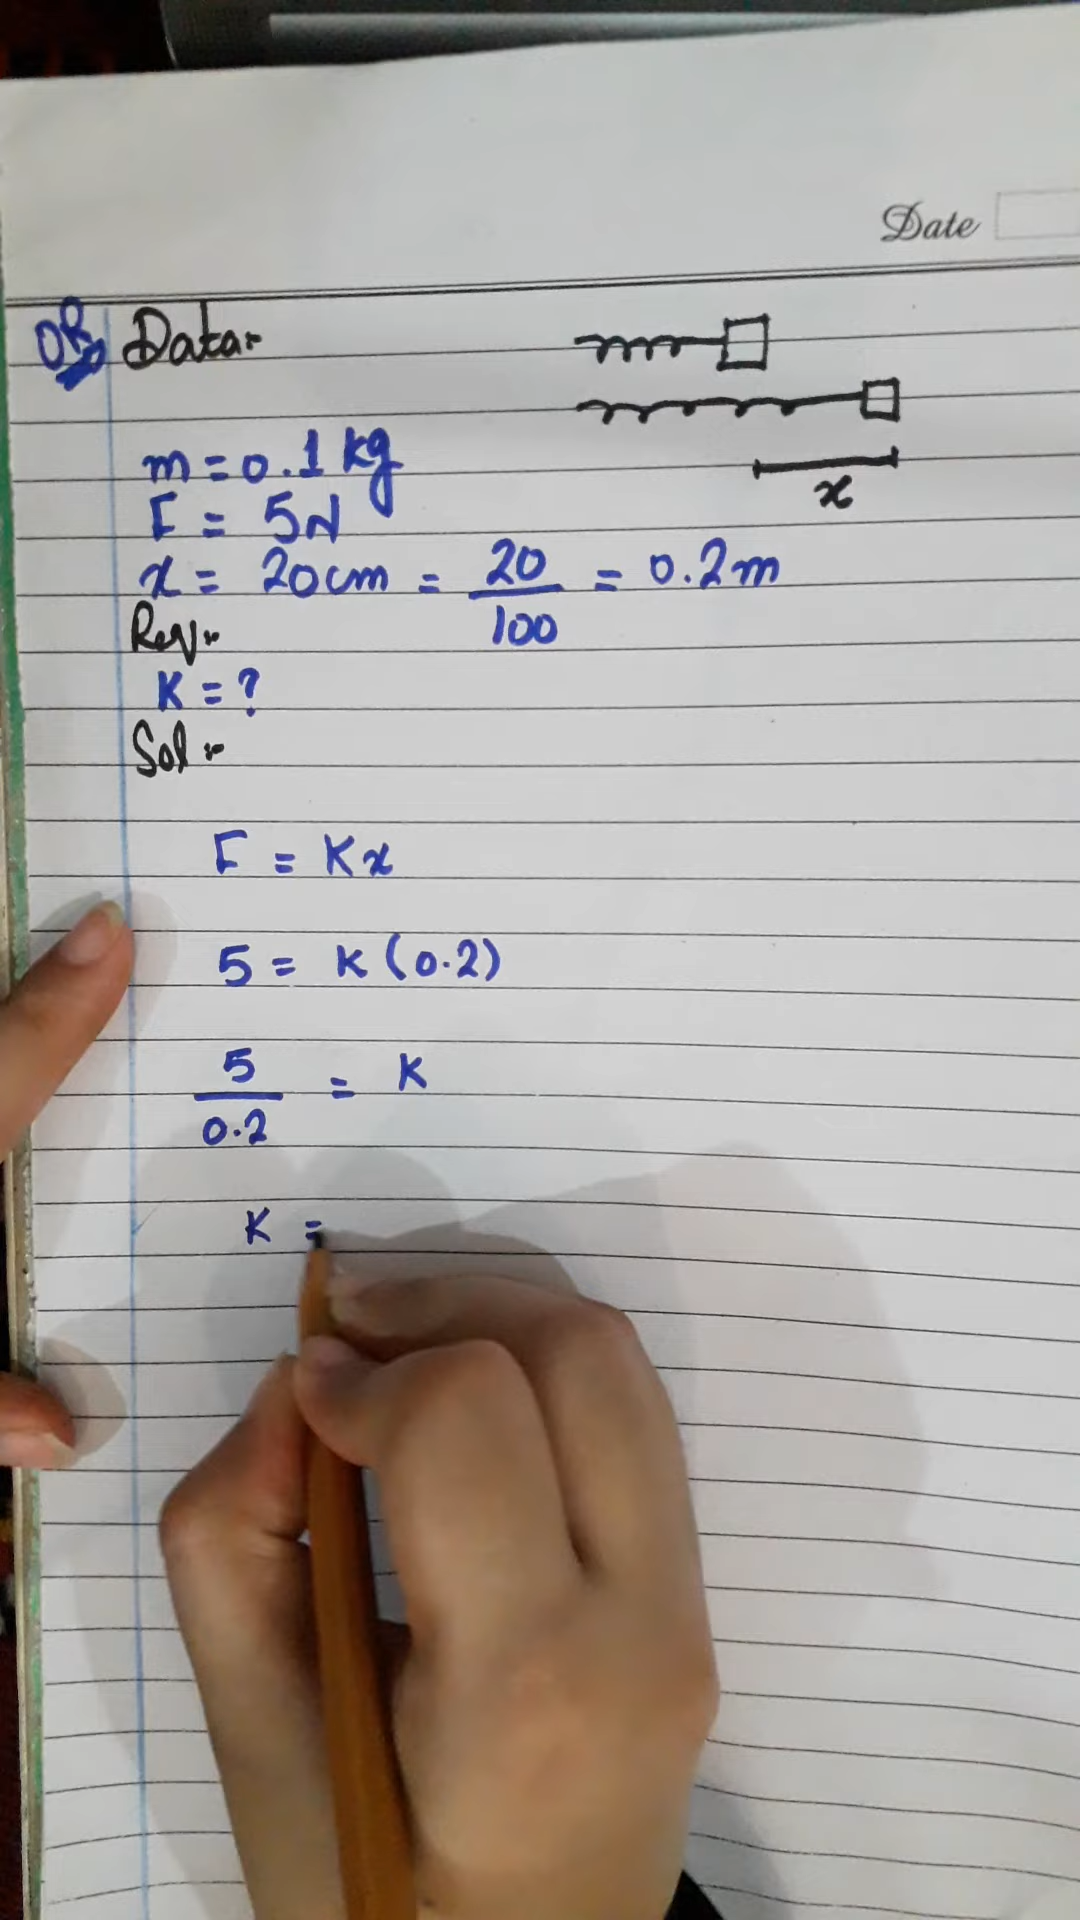 Date
OR, Data:-
m = 0.1 kg
x
F = 5N
x = 20cm = 20/100 = 0.2m
Req:-
K = ?
Sol:-
F = Kx
5 = K (0.2)
5/0.2 = K
K =